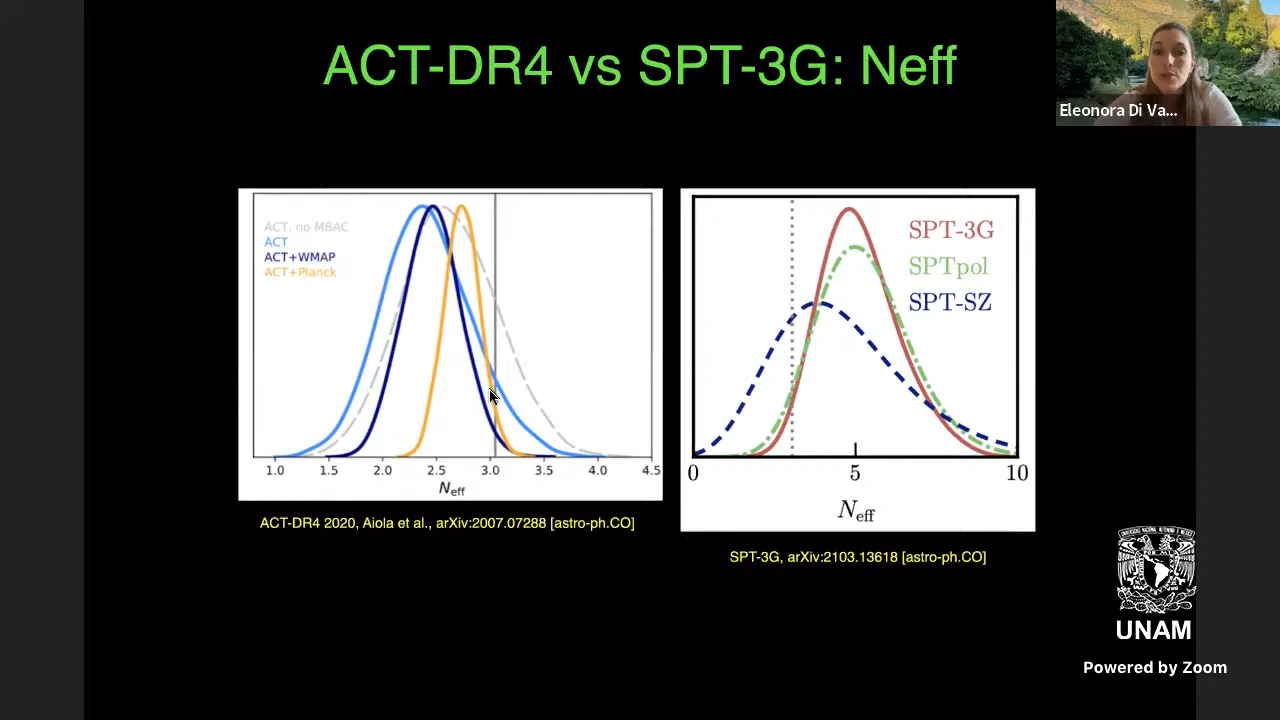 ACT-DR4 vs SPT-3G: Neff
Eleonora Di Va...
ACT, no MBAC
ACT
ACT+WMAP
ACT+Planck
1.0 1.5 2.0 2.5 3.0 3.5 4.0 4.5
Neff
ACT-DR4 2020, Aiola et al., arXiv:2007.07288 [astro-ph.CO]
SPT-3G
SPTpol
SPT-SZ
0 5 10
Neff
SPT-3G, arXiv:2103.13618 [astro-ph.CO]
UNAM
Powered by Zoom